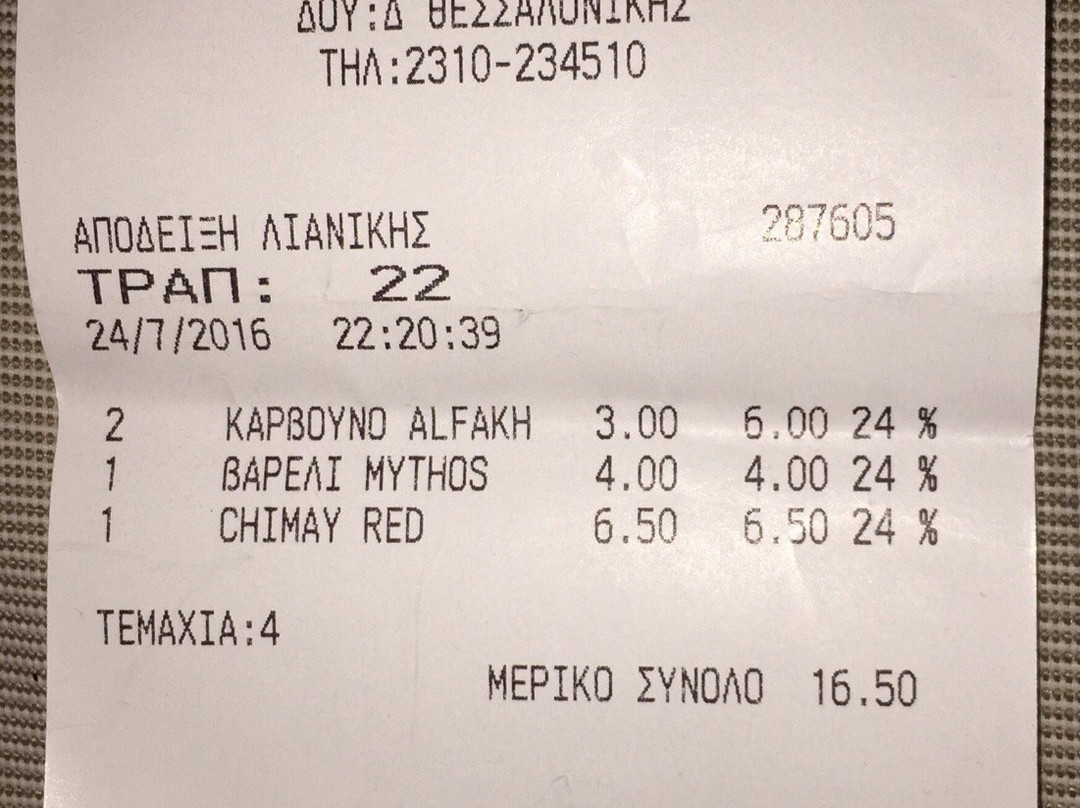 ΔΟΥ:Δ ΘΕΣΣΑΛΟΝΙΚΗΣ
ΤΗΛ:2310-234510
ΑΠΟΔΕΙΞΗ ΛΙΑΝΙΚΗΣ 287605
ΤΡΑΠ: 22
24/7/2016 22:20:39
2 ΚΑΡΒΟΥΝΟ ALFAKH 3.00 6.00 24 %
1 ΒΑΡΕΛΙ MYTHOS 4.00 4.00 24 %
1 CHIMAY RED 6.50 6.50 24 %
ΤΕΜΑΧΙΑ:4
ΜΕΡΙΚΟ ΣΥΝΟΛΟ 16.50